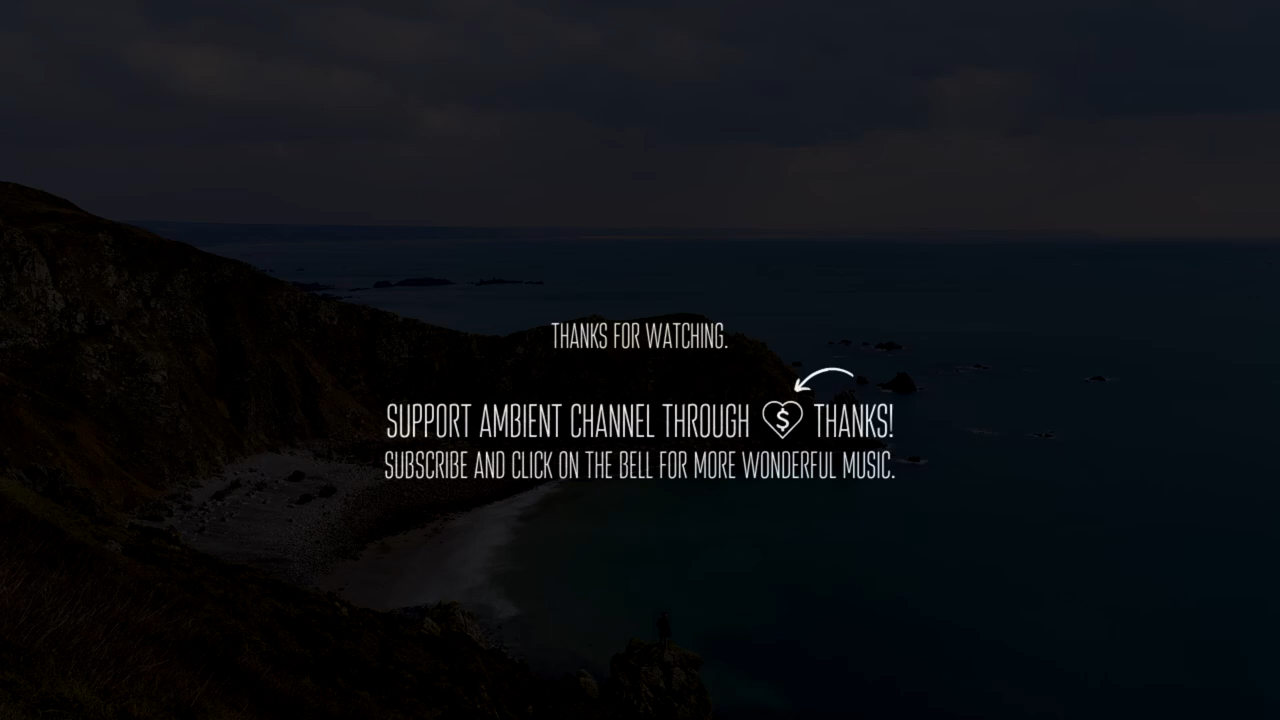 THANKS FOR WATCHING.
SUPPORT AMBIENT CHANNEL THROUGH $ THANKS!
SUBSCRIBE AND CLICK ON THE BELL FOR MORE WONDERFUL MUSIC.